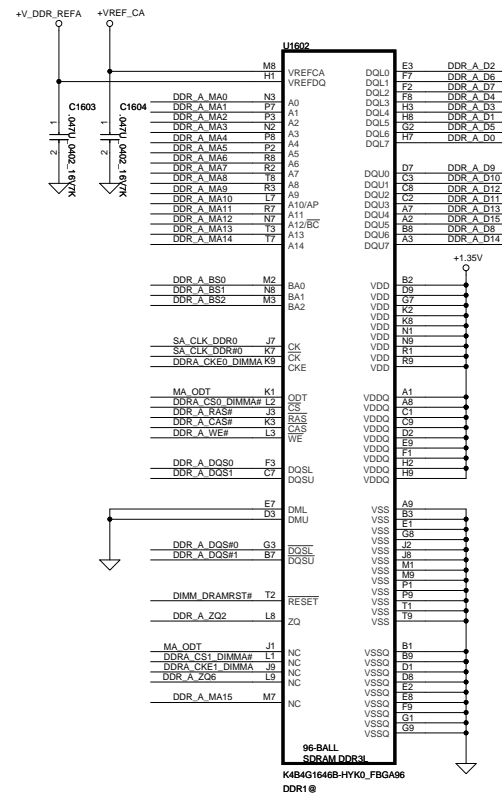 +V_DDR_REFA +VREF_CA
U1602
C1603 C1604
1 1
2 2
.047U_0402_16V7K .047U_0402_16V7K
M8 VREFCA
H1 VREFDQ
DDR_A_MA0 N3 A0
DDR_A_MA1 P7 A1
DDR_A_MA2 P3 A2
DDR_A_MA3 N2 A3
DDR_A_MA4 P8 A4
DDR_A_MA5 P2 A5
DDR_A_MA6 R8 A6
DDR_A_MA7 R2 A7
DDR_A_MA8 T8 A8
DDR_A_MA9 R3 A9
DDR_A_MA10 L7 A10/AP
DDR_A_MA11 R7 A11
DDR_A_MA12 N7 A12/BC
DDR_A_MA13 T3 A13
DDR_A_MA14 T7 A14
DDR_A_BS0 M2 BA0
DDR_A_BS1 N8 BA1
DDR_A_BS2 M3 BA2
SA_CLK_DDR0 J7 CK
SA_CLK_DDR#0 K7 CK
DDRA_CKE0_DIMMA K9 CKE
MA_ODT K1 ODT
DDRA_CS0_DIMMA# L2 CS
DDR_A_RAS# J3 RAS
DDR_A_CAS# K3 CAS
DDR_A_WE# L3 WE
DDR_A_DQS0 F3 DQSL
DDR_A_DQS1 C7 DQSU
E7 DML
D3 DMU
DDR_A_DQS#0 G3 DQSL
DDR_A_DQS#1 B7 DQSU
DIMM_DRAMRST# T2 RESET
DDR_A_ZQ2 L8 ZQ
MA_ODT J1 NC
DDRA_CS1_DIMMA# L1 NC
DDRA_CKE1_DIMMA J9 NC
DDR_A_ZQ6 L9 NC
DDR_A_MA15 M7 NC
DQL0 E3 DDR_A_D2
DQL1 F7 DDR_A_D6
DQL2 F2 DDR_A_D7
DQL3 F8 DDR_A_D4
DQL4 H3 DDR_A_D3
DQL5 H8 DDR_A_D1
DQL6 G2 DDR_A_D5
DQL7 H7 DDR_A_D0
DQU0 D7 DDR_A_D9
DQU1 C3 DDR_A_D10
DQU2 C8 DDR_A_D12
DQU3 C2 DDR_A_D11
DQU4 A7 DDR_A_D13
DQU5 A2 DDR_A_D15
DQU6 B8 DDR_A_D8
DQU7 A3 DDR_A_D14
+1.35V
VDD B2
VDD D9
VDD G7
VDD K2
VDD K8
VDD N1
VDD N9
VDD R1
VDD R9
VDDQ A1
VDDQ A8
VDDQ C1
VDDQ C9
VDDQ D2
VDDQ E9
VDDQ F1
VDDQ H2
VDDQ H9
VSS A9
VSS B3
VSS E1
VSS G8
VSS J2
VSS J8
VSS M1
VSS M9
VSS P1
VSS P9
VSS T1
VSS T9
VSSQ B1
VSSQ B9
VSSQ D1
VSSQ D8
VSSQ E2
VSSQ E8
VSSQ F9
VSSQ G1
VSSQ G9
96-BALL
SDRAM DDR3L
K4B4G1646B-HYK0_FBGA96
DDR1@